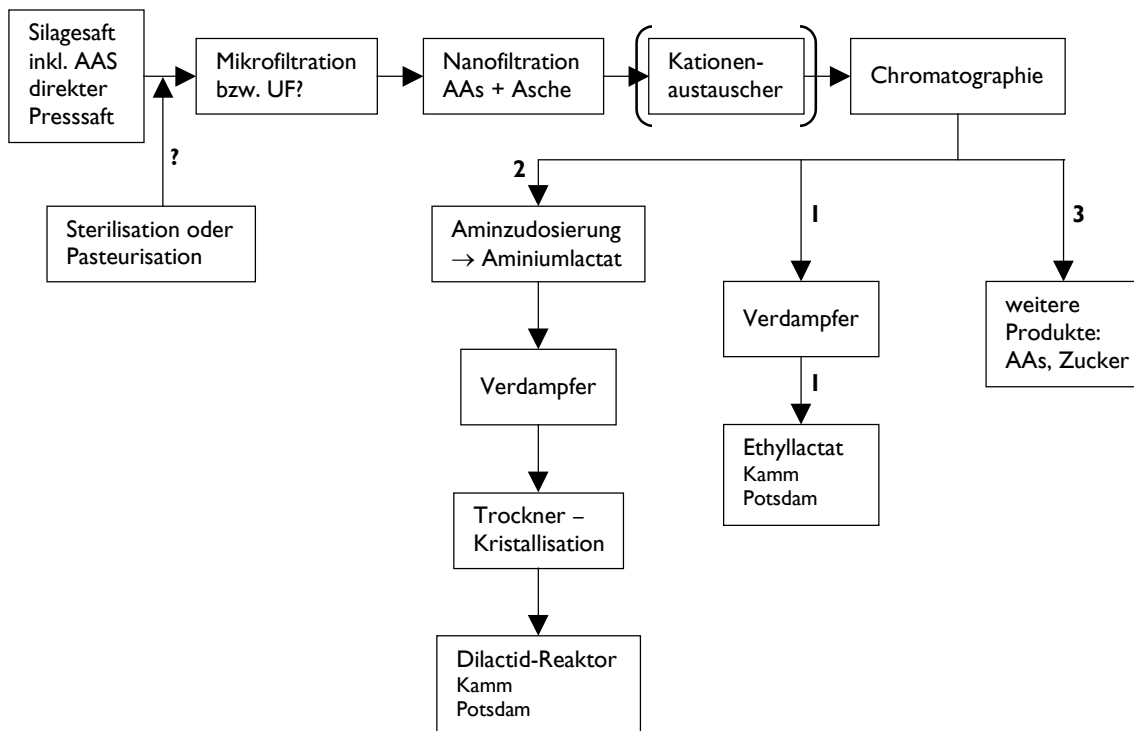 Silagesaft
inkl. AAS
direkter
Presssaft
Mikrofiltration
bzw. UF?
Nanofiltration
AAs + Asche
Kationen-
austauscher
Chromatographie
?
Sterilisation oder
Pasteurisation
2
1
3
Aminzudosierung
→ Aminiumlactat
Verdampfer
weitere
Produkte:
AAs, Zucker
Verdampfer
1
Ethyllactat
Kamm
Potsdam
Trockner –
Kristallisation
Dilactid-Reaktor
Kamm
Potsdam